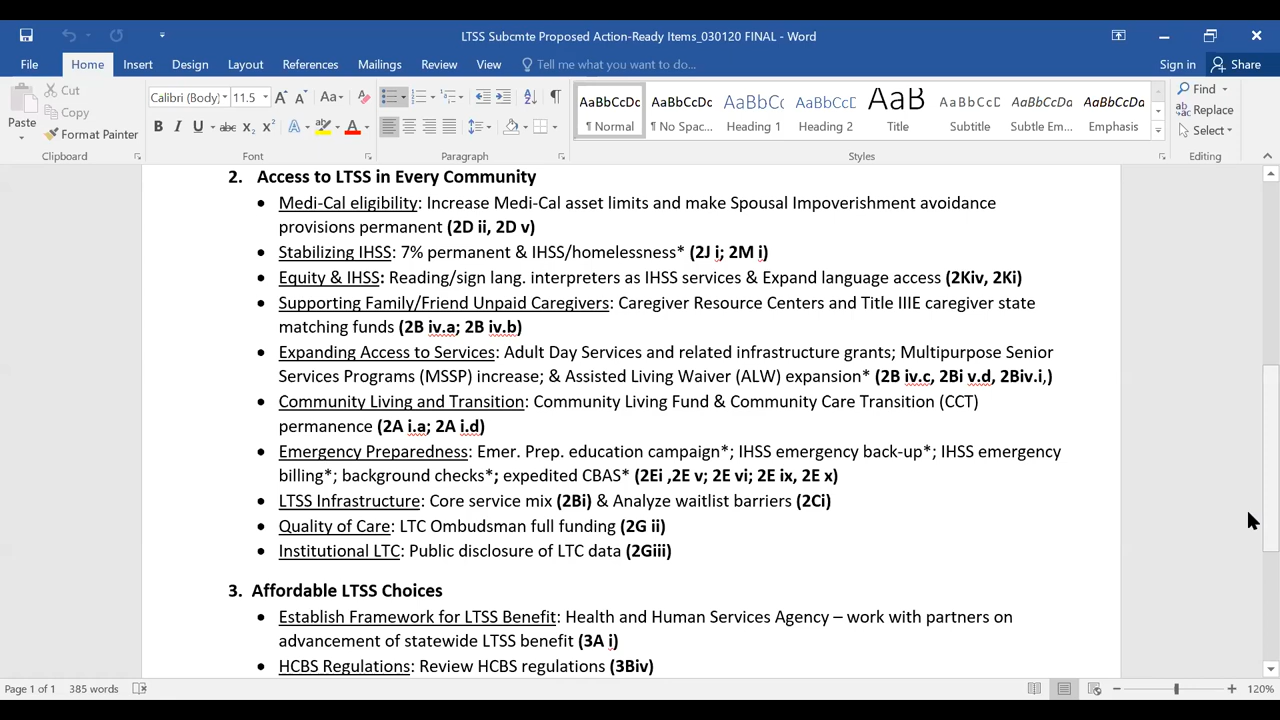 LTSS Subcmte Proposed Action-Ready Items_030120 FINAL - Word
File Home Insert Design Layout References Mailings Review View Tell me what you want to do... Sign in Share
Paste
Cut
Copy
Format Painter
Clipboard
Calibri (Body) 11.5 A A Aa
B I U abc X2 X2 A A
Font
Paragraph
AaBbCcDc AaBbCcDc AaBbCc AaBbCcD AaB AaBbCcD AaBbCcDa AaBbCcDa
¶ Normal ¶ No Spac... Heading 1 Heading 2 Title Subtitle Subtle Em... Emphasis
Styles
Find
Replace
Select
Editing
2. Access to LTSS in Every Community
• Medi-Cal eligibility: Increase Medi-Cal asset limits and make Spousal Impoverishment avoidance
provisions permanent (2D ii, 2D v)
• Stabilizing IHSS: 7% permanent & IHSS/homelessness* (2J i; 2M i)
• Equity & IHSS: Reading/sign lang. interpreters as IHSS services & Expand language access (2Kiv, 2Ki)
• Supporting Family/Friend Unpaid Caregivers: Caregiver Resource Centers and Title IIIE caregiver state
matching funds (2B iv.a; 2B iv.b)
• Expanding Access to Services: Adult Day Services and related infrastructure grants; Multipurpose Senior
Services Programs (MSSP) increase; & Assisted Living Waiver (ALW) expansion* (2B iv.c, 2Bi v.d, 2Biv.i,)
• Community Living and Transition: Community Living Fund & Community Care Transition (CCT)
permanence (2A i.a; 2A i.d)
• Emergency Preparedness: Emer. Prep. education campaign*; IHSS emergency back-up*; IHSS emergency
billing*; background checks*; expedited CBAS* (2Ei ,2E v; 2E vi; 2E ix, 2E x)
• LTSS Infrastructure: Core service mix (2Bi) & Analyze waitlist barriers (2Ci)
• Quality of Care: LTC Ombudsman full funding (2G ii)
• Institutional LTC: Public disclosure of LTC data (2Giii)
3. Affordable LTSS Choices
• Establish Framework for LTSS Benefit: Health and Human Services Agency – work with partners on
advancement of statewide LTSS benefit (3A i)
• HCBS Regulations: Review HCBS regulations (3Biv)
Page 1 of 1 385 words 120%